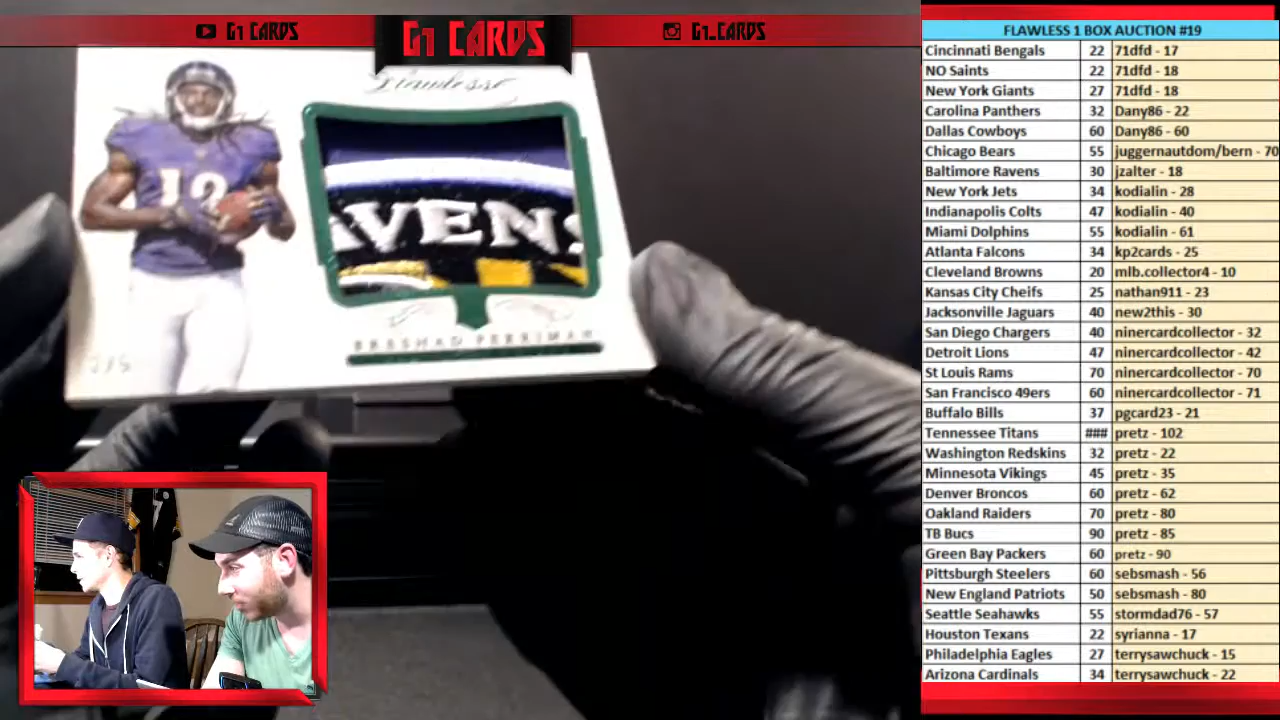 G1 CARDS
G1 CARDS
G1_CARDS
Flawless
18
AVENS
BRESHAD PERRIMAN
/5
FLAWLESS 1 BOX AUCTION #19
Cincinnati Bengals 22 71dfd - 17
NO Saints 22 71dfd - 18
New York Giants 27 71dfd - 18
Carolina Panthers 32 Dany86 - 22
Dallas Cowboys 60 Dany86 - 60
Chicago Bears 55 juggernautdom/bern - 70
Baltimore Ravens 30 jzalter - 18
New York Jets 34 kodialin - 28
Indianapolis Colts 47 kodialin - 40
Miami Dolphins 55 kodialin - 61
Atlanta Falcons 34 kp2cards - 25
Cleveland Browns 20 mlb.collector4 - 10
Kansas City Cheifs 25 nathan911 - 23
Jacksonville Jaguars 40 new2this - 30
San Diego Chargers 40 ninercardcollector - 32
Detroit Lions 47 ninercardcollector - 42
St Louis Rams 70 ninercardcollector - 70
San Francisco 49ers 60 ninercardcollector - 71
Buffalo Bills 37 pgcard23 - 21
Tennessee Titans ### pretz - 102
Washington Redskins 32 pretz - 22
Minnesota Vikings 45 pretz - 35
Denver Broncos 60 pretz - 62
Oakland Raiders 70 pretz - 80
TB Bucs 90 pretz - 85
Green Bay Packers 60 pretz - 90
Pittsburgh Steelers 60 sebsmash - 56
New England Patriots 50 sebsmash - 80
Seattle Seahawks 55 stormdad76 - 57
Houston Texans 22 syrianna - 17
Philadelphia Eagles 27 terrysawchuck - 15
Arizona Cardinals 34 terrysawchuck - 22